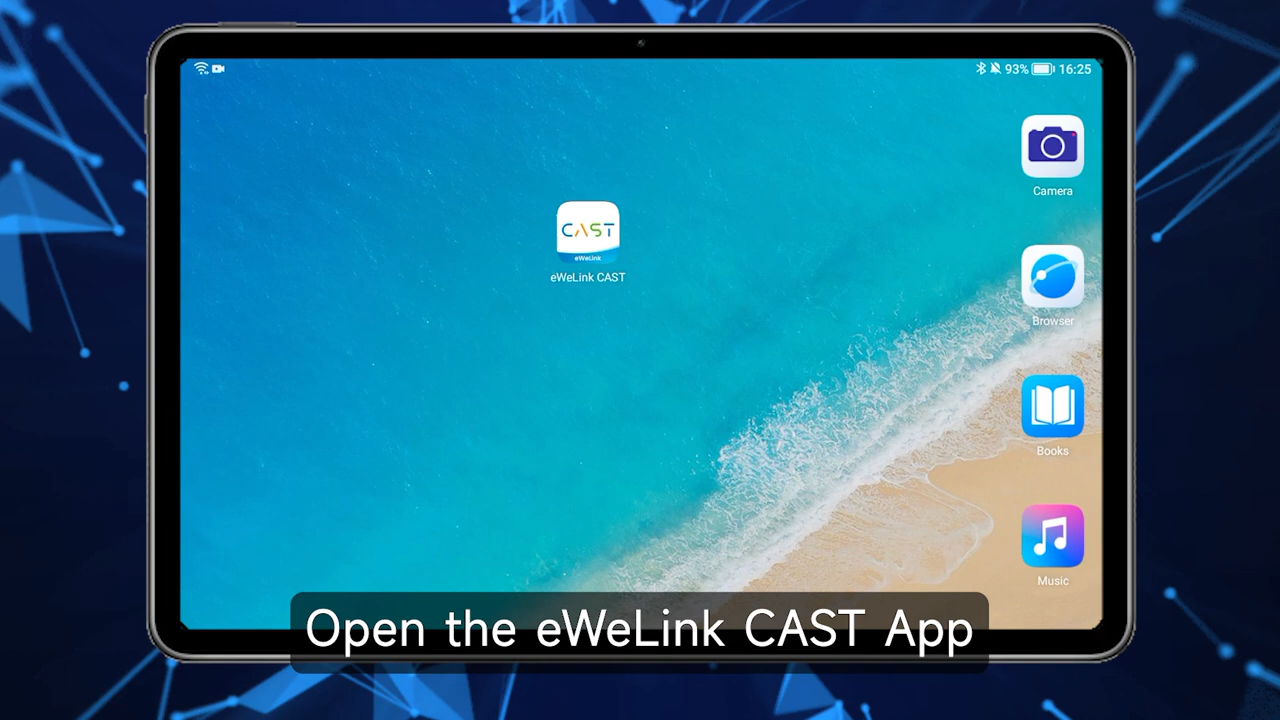 93% 16:25
Camera
CAST
eWeLink
eWeLink CAST
Browser
Books
Music
Open the eWeLink CAST App